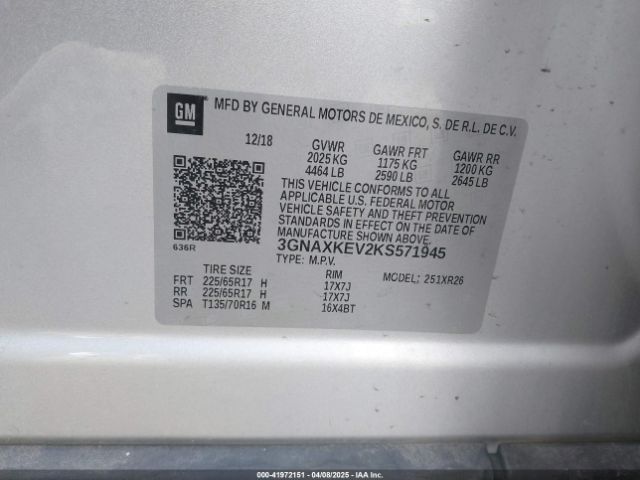 GM
MFD BY GENERAL MOTORS DE MEXICO, S. DE R.L. DE C.V.
12/18 GVWR GAWR FRT GAWR RR
2025 KG 1175 KG 1200 KG
4464 LB 2590 LB 2645 LB
THIS VEHICLE CONFORMS TO ALL
APPLICABLE U.S. FEDERAL MOTOR
VEHICLE SAFETY AND THEFT PREVENTION
STANDARDS IN EFFECT ON THE DATE OF
MANUFACTURE SHOWN ABOVE.
636R
3GNAXKEV2KS571945
TYPE: M.P.V. MODEL: 251XR26
TIRE SIZE RIM
FRT 225/65R17 H 17X7J
RR 225/65R17 H 17X7J
SPA T135/70R16 M 16X4BT
000-41972151 - 04/08/2025 - IAA Inc.